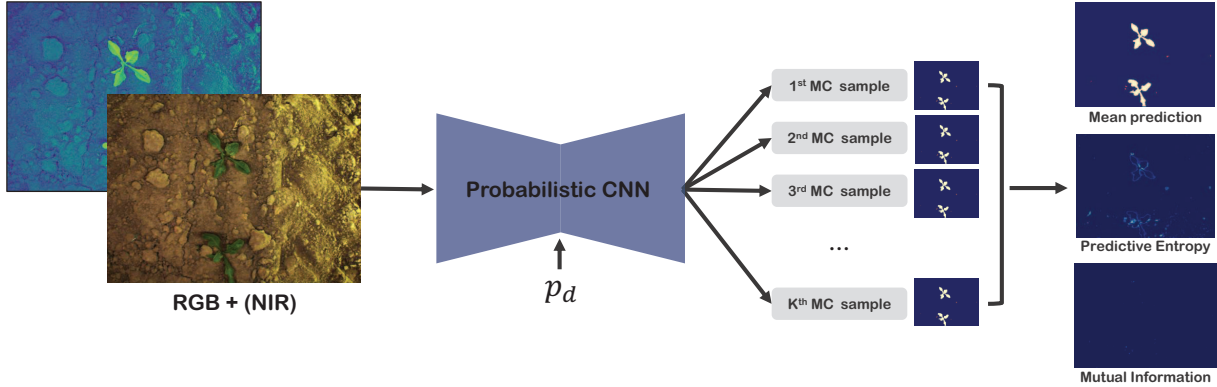 RGB + (NIR)
Probabilistic CNN
p_d
1st MC sample
2nd MC sample
3rd MC sample
...
Kth MC sample
Mean prediction
Predictive Entropy
Mutual Information